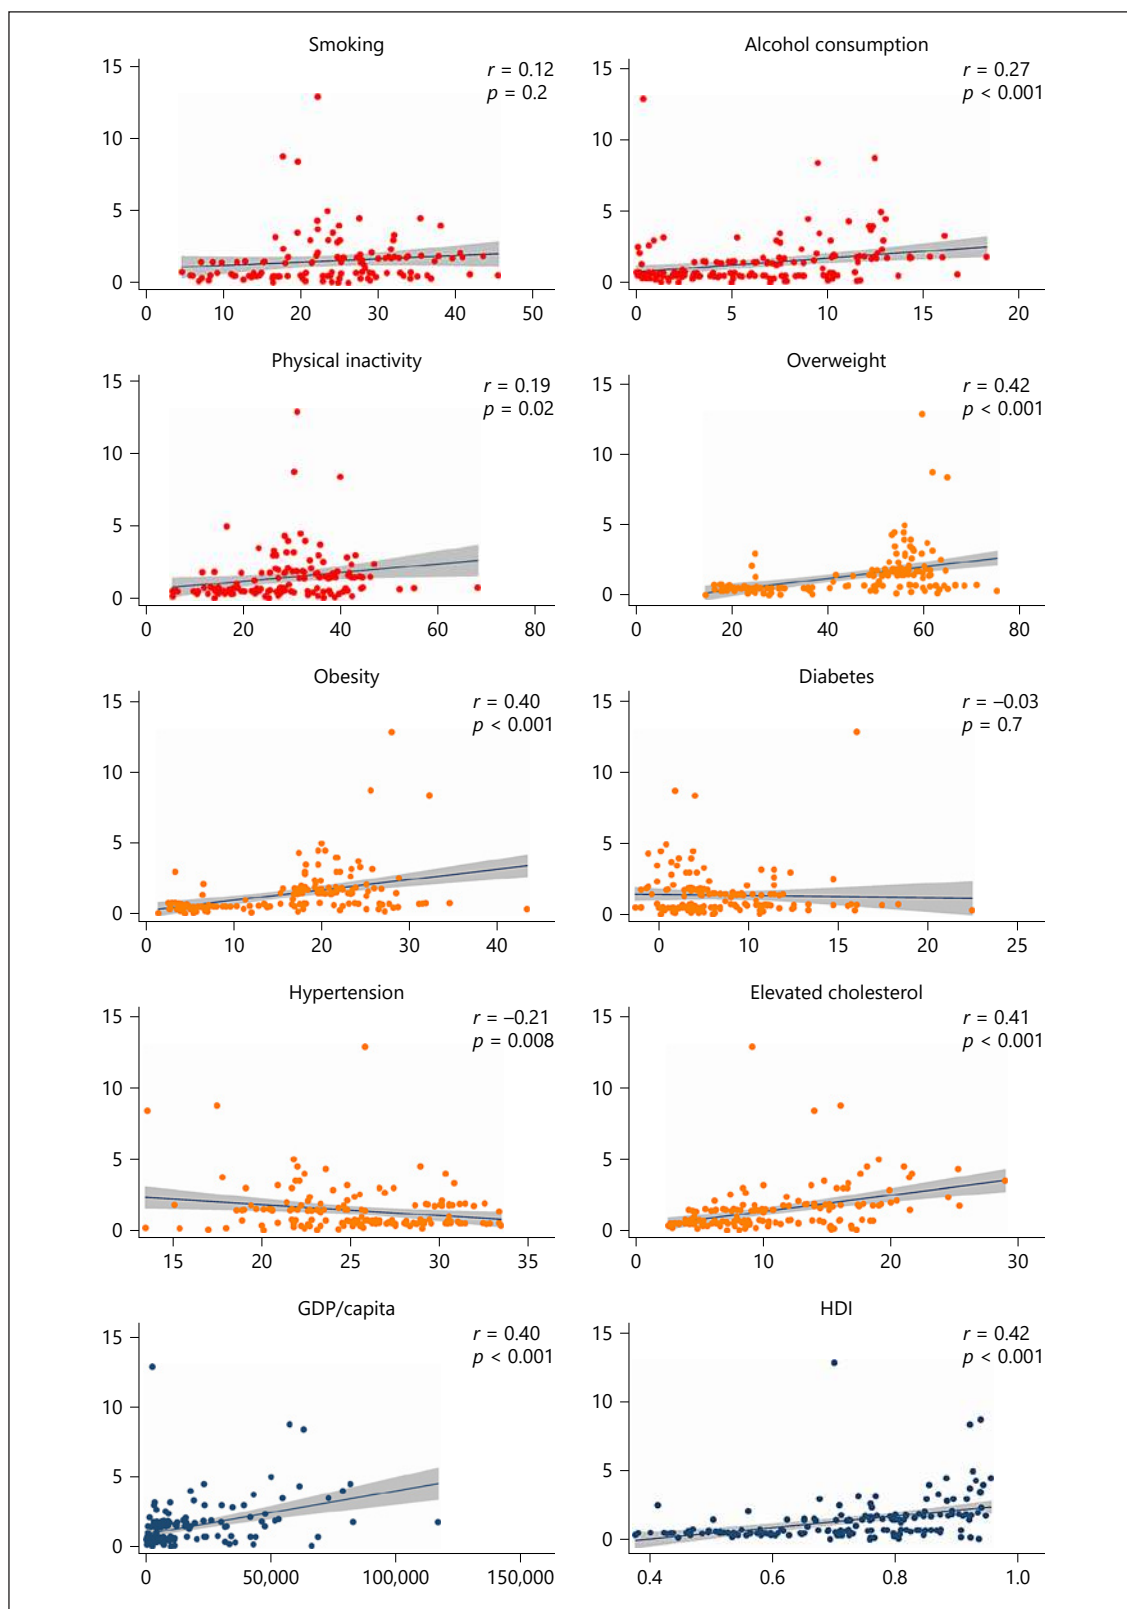 Smoking
r = 0.12
p = 0.2
15
10
5
0
0 10 20 30 40 50
Alcohol consumption
r = 0.27
p < 0.001
15
10
5
0
0 5 10 15 20
Physical inactivity
r = 0.19
p = 0.02
15
10
5
0
0 20 40 60 80
Overweight
r = 0.42
p < 0.001
15
10
5
0
0 20 40 60 80
Obesity
r = 0.40
p < 0.001
15
10
5
0
0 10 20 30 40
Diabetes
r = –0.03
p = 0.7
15
10
5
0
0 5 10 15 20 25
Hypertension
r = –0.21
p = 0.008
15
10
5
0
15 20 25 30 35
Elevated cholesterol
r = 0.41
p < 0.001
15
10
5
0
0 10 20 30
GDP/capita
r = 0.40
p < 0.001
15
10
5
0
0 50,000 100,000 150,000
HDI
r = 0.42
p < 0.001
15
10
5
0
0.4 0.6 0.8 1.0